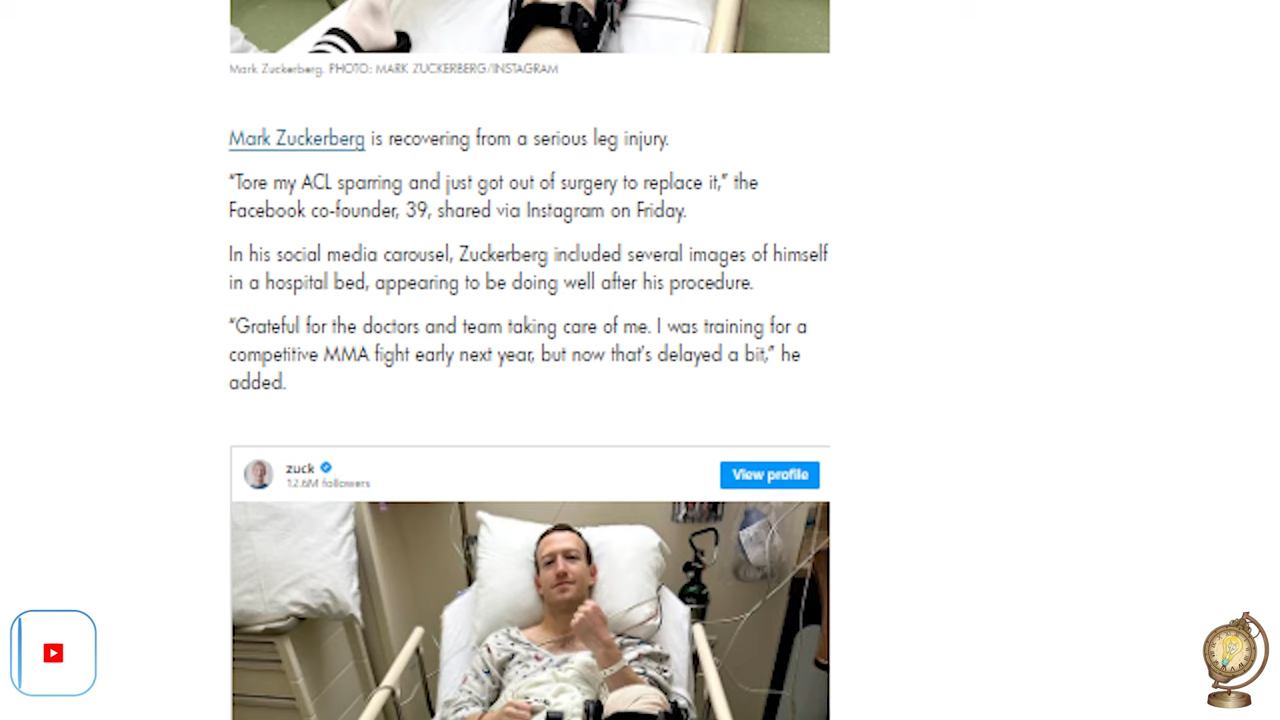 Mark Zuckerberg. PHOTO: MARK ZUCKERBERG/INSTAGRAM
Mark Zuckerberg is recovering from a serious leg injury.
“Tore my ACL sparring and just got out of surgery to replace it,” the
Facebook co-founder, 39, shared via Instagram on Friday.
In his social media carousel, Zuckerberg included several images of himself
in a hospital bed, appearing to be doing well after his procedure.
“Grateful for the doctors and team taking care of me. I was training for a
competitive MMA fight early next year, but now that’s delayed a bit,” he
added.
zuck
View profile
12.6M followers